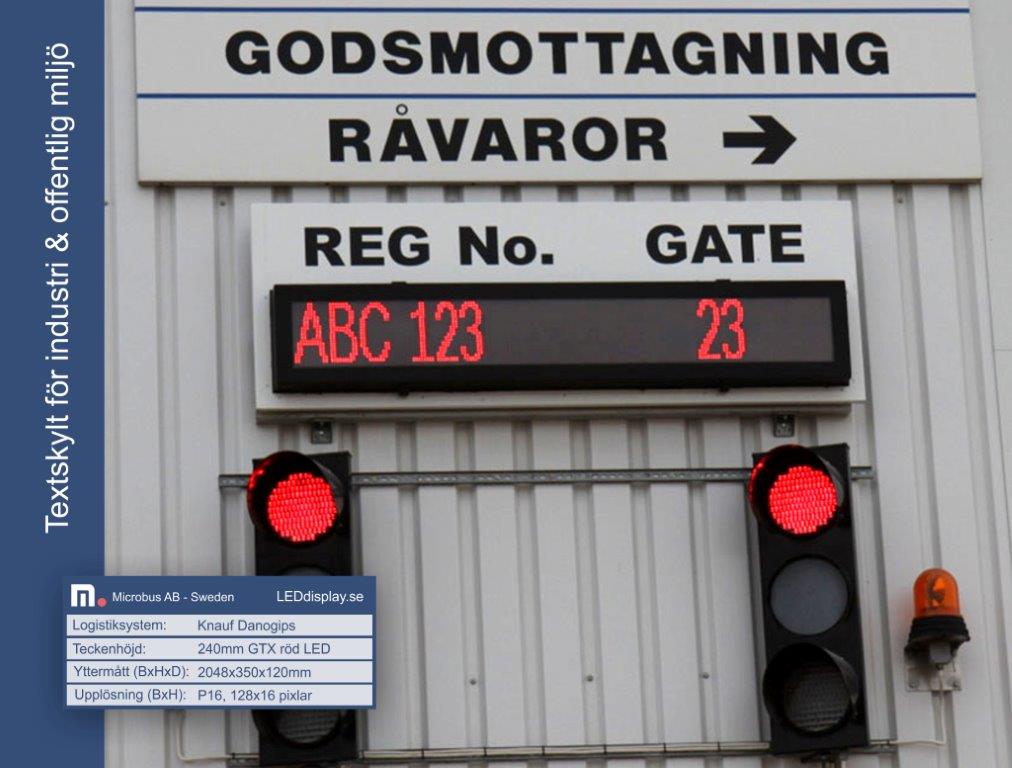 Textskylt för industri & offentlig miljö
GODSMOTTAGNING
RÅVAROR →
REG No. GATE
ABC 123 23
m. Microbus AB - Sweden LEDdisplay.se
Logistiksystem: Knauf Danogips
Teckenhöjd: 240mm GTX röd LED
Yttermått (BxHxD): 2048x350x120mm
Upplösning (BxH): P16, 128x16 pixlar